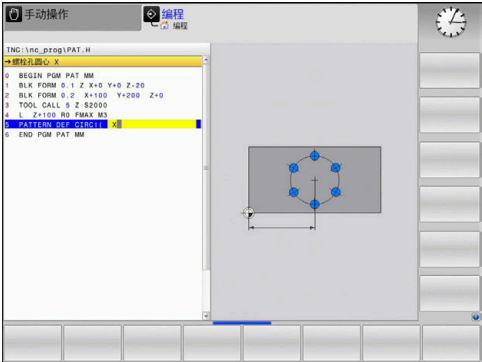 手动操作
编程
编程
TNC:\nc_prog\PAT.H
→螺栓孔圆心 X
0 BEGIN PGM PAT MM
1 BLK FORM 0.1 Z X+0 Y+0 Z-20
2 BLK FORM 0.2 X+100 Y+200 Z+0
3 TOOL CALL 5 Z S2000
4 L Z+100 R0 FMAX M3
5 PATTERN DEF CIRC1( X
6 END PGM PAT MM